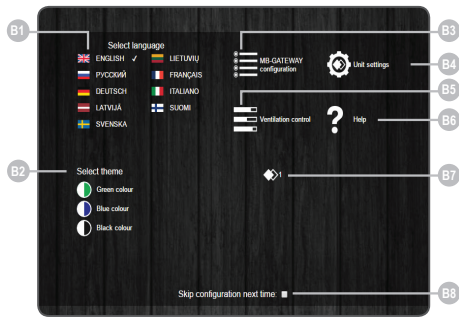 B1
Select language
ENGLISH ✓
LIETUVIŲ
РУССКИЙ
FRANÇAIS
DEUTSCH
ITALIANO
LATVIJĀ
SUOMI
SVENSKA
B2
Select theme
Green colour
Blue colour
Black colour
B3
MB-GATEWAY
configuration
Unit settings
B4
B5
Ventilation control
? Help
B6
1
B7
Skip configuration next time:
B8